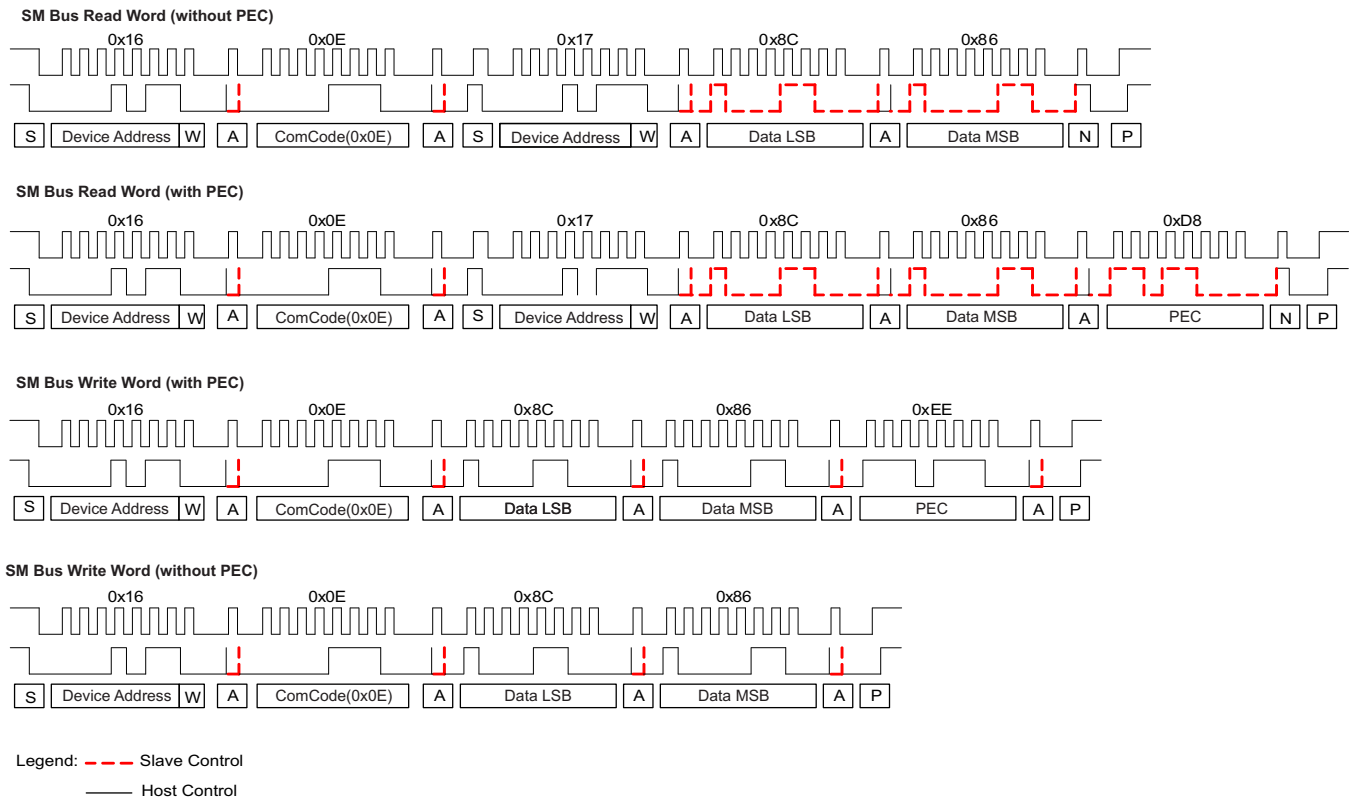 SM Bus Read Word (without PEC)
0x16 0x0E 0x17 0x8C 0x86
S Device Address W A ComCode(0x0E) A S Device Address W A Data LSB A Data MSB N P
SM Bus Read Word (with PEC)
0x16 0x0E 0x17 0x8C 0x86 0xD8
S Device Address W A ComCode(0x0E) A S Device Address W A Data LSB A Data MSB A PEC N P
SM Bus Write Word (with PEC)
0x16 0x0E 0x8C 0x86 0xEE
S Device Address W A ComCode(0x0E) A Data LSB A Data MSB A PEC A P
SM Bus Write Word (without PEC)
0x16 0x0E 0x8C 0x86
S Device Address W A ComCode(0x0E) A Data LSB A Data MSB A P
Legend: Slave Control
Host Control